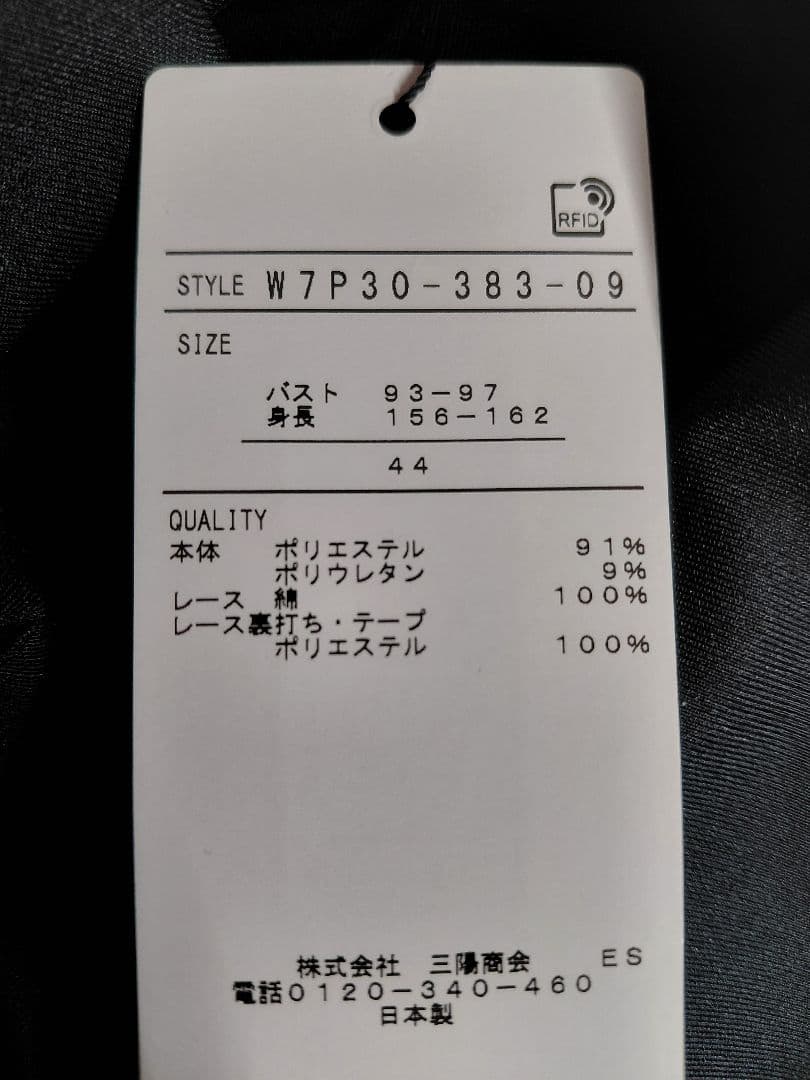 RFID
STYLE W7P30-383-09
SIZE
バスト 93-97
身長 156-162
44
QUALITY
本体 ポリエステル 91%
ポリウレタン 9%
レース 綿 100%
レース裏打ち・テープ
ポリエステル 100%
株式会社 三陽商会 ES
電話0120-340-460
日本製